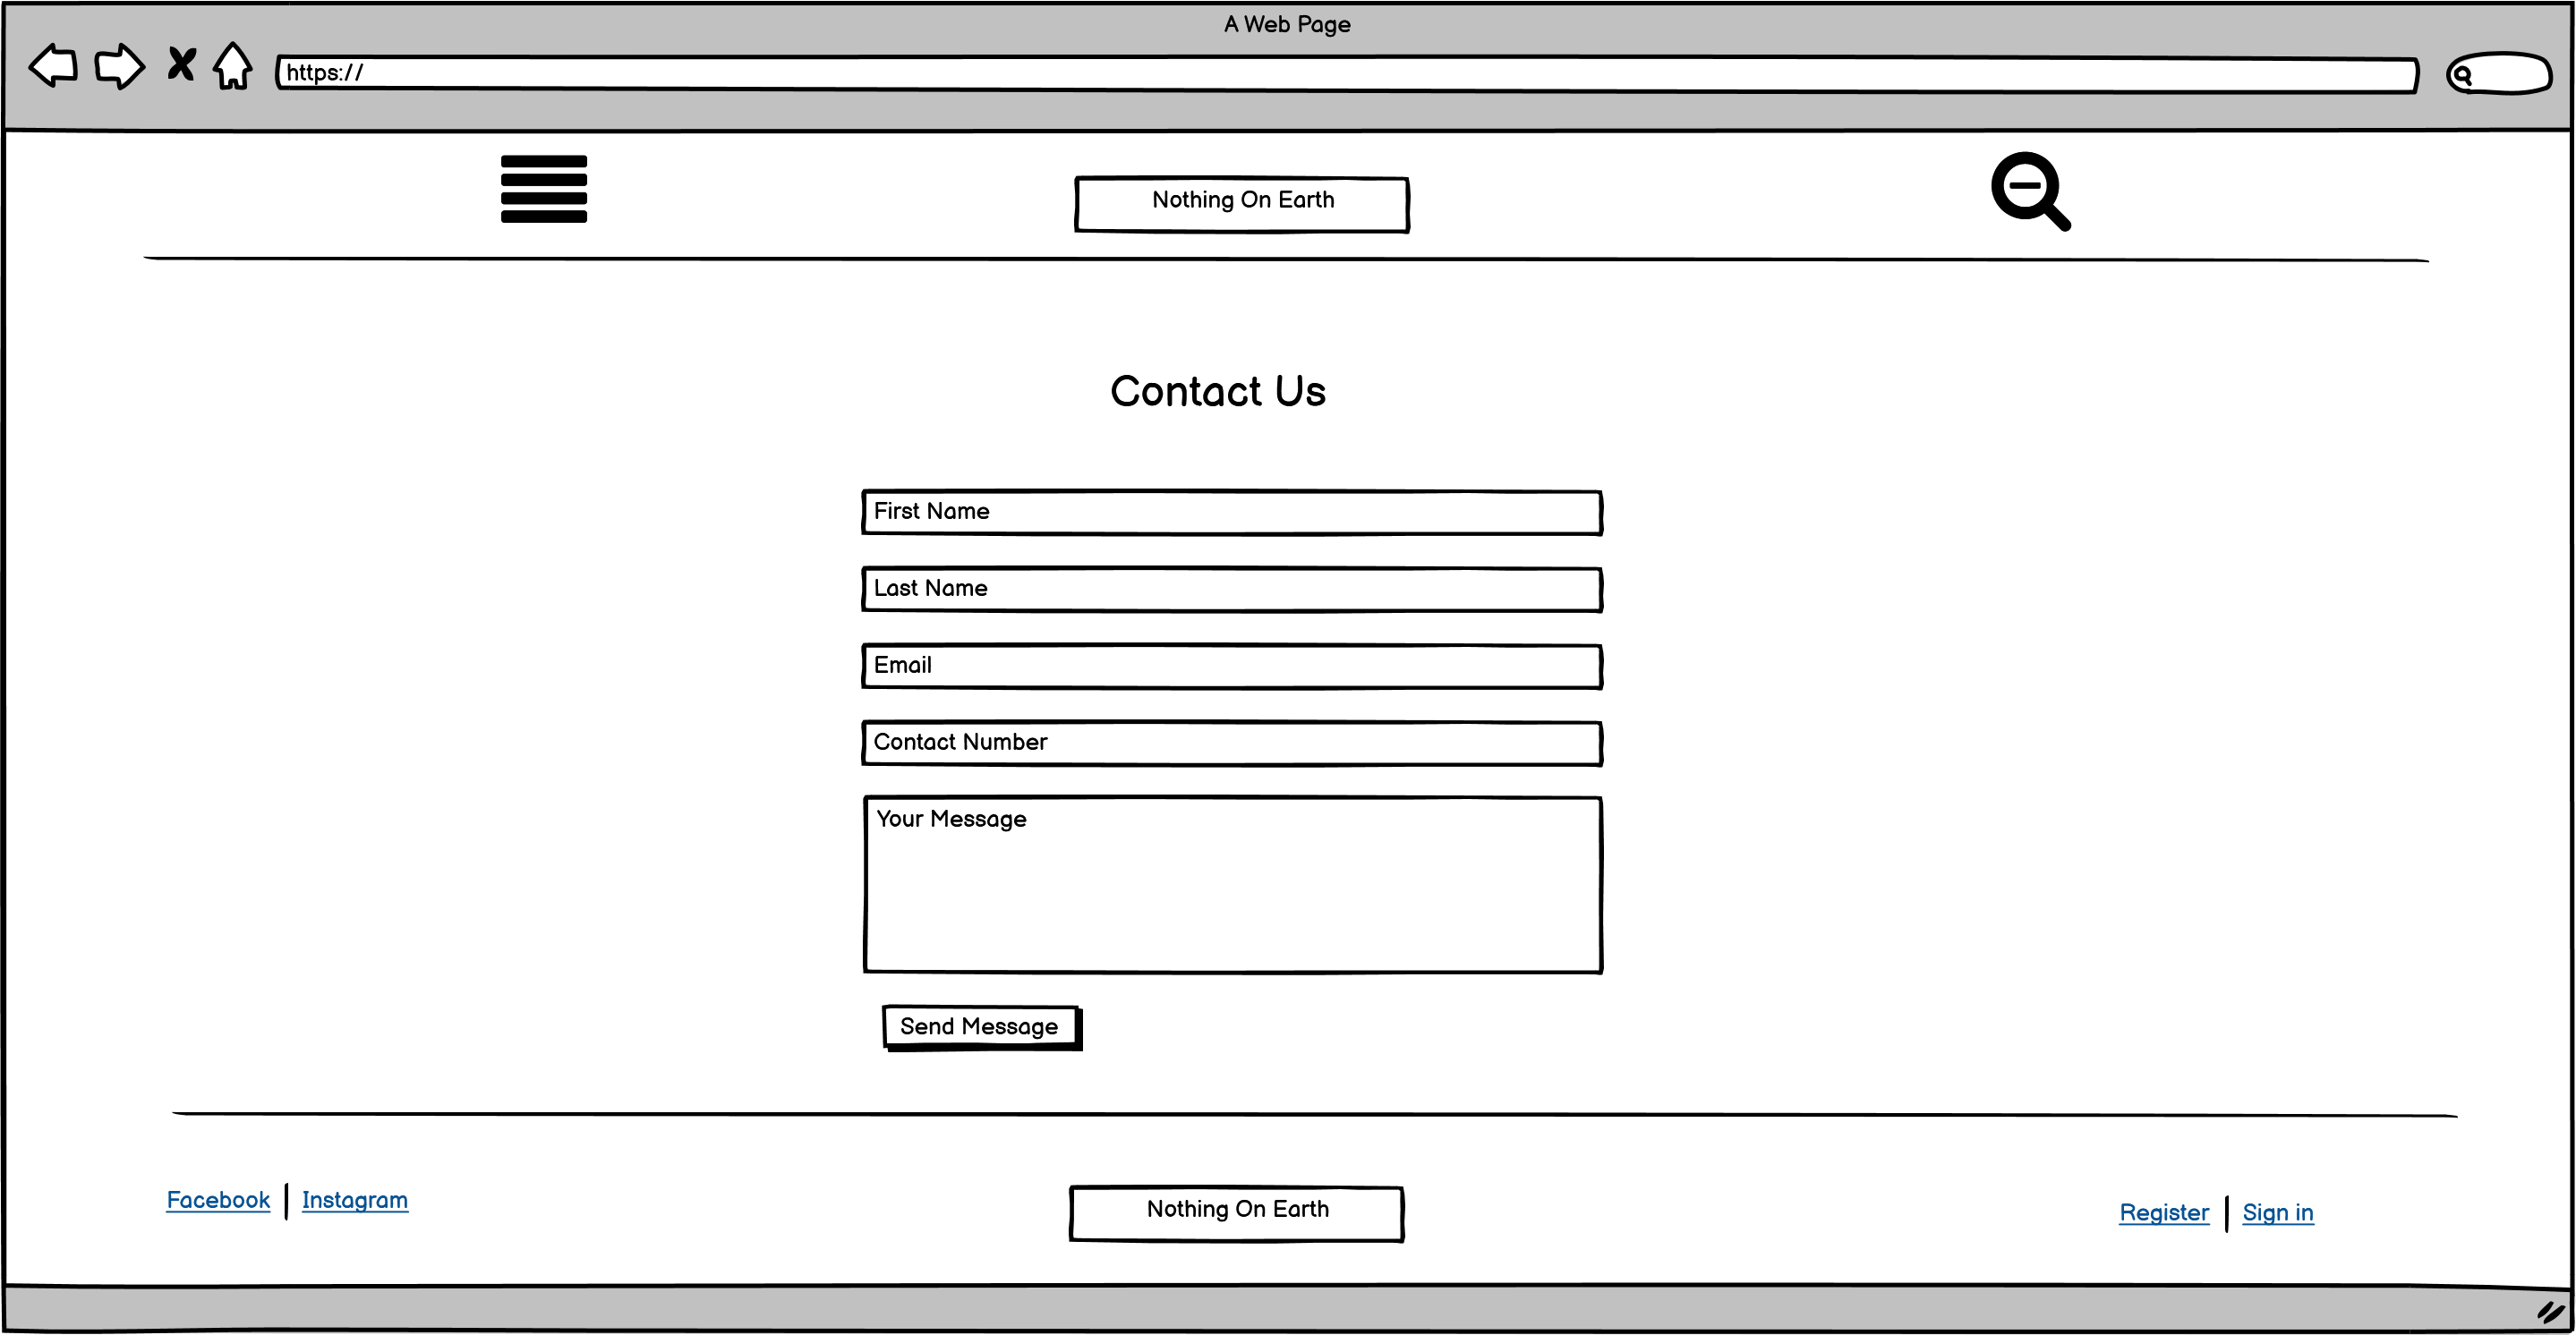 A Web Page
https://
Nothing On Earth
Contact Us
First Name
Last Name
Email
Contact Number
Your Message
Send Message
Facebook | Instagram
Nothing On Earth
Register | Sign in